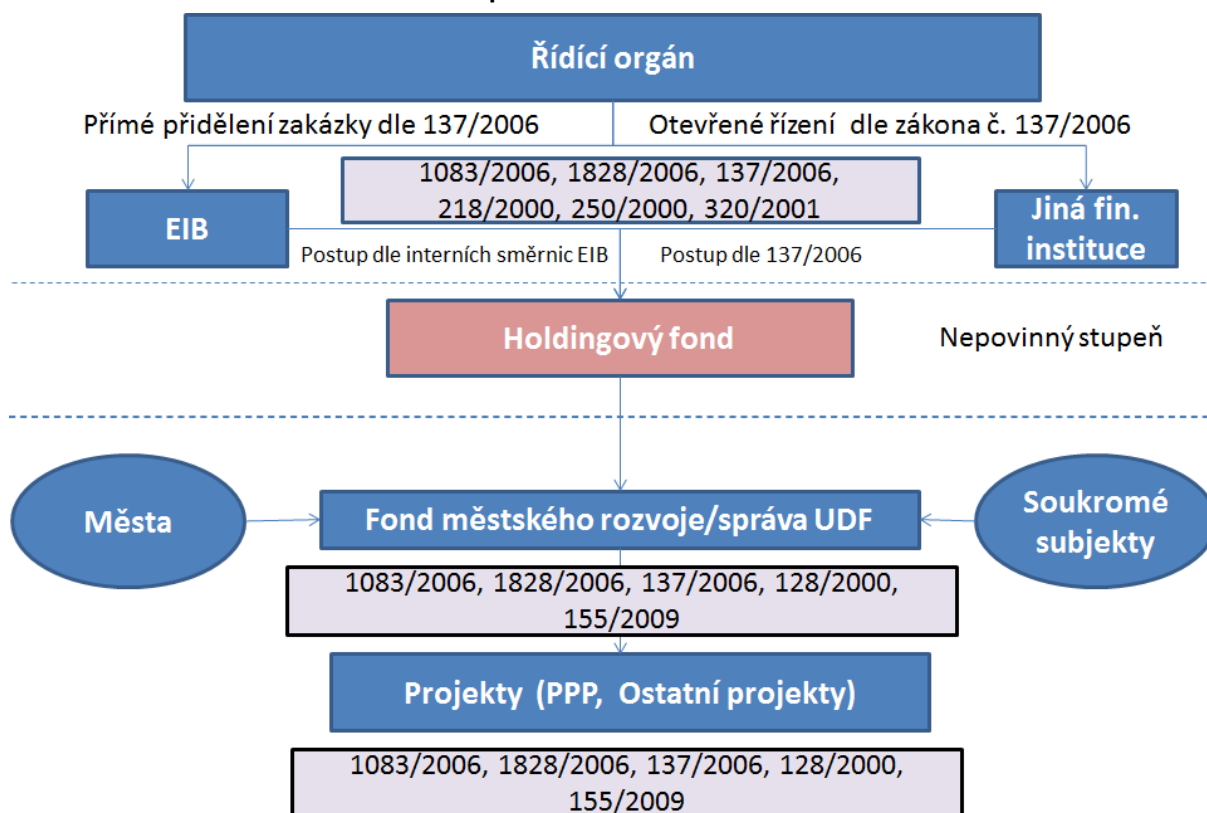 Řídící orgán
Přímé přidělení zakázky dle 137/2006
Otevřené řízení dle zákona č. 137/2006
1083/2006, 1828/2006, 137/2006,
218/2000, 250/2000, 320/2001
EIB
Jiná fin.
instituce
Postup dle interních směrnic EIB
Postup dle 137/2006
Holdingový fond
Nepovinný stupeň
Města
Fond městského rozvoje/správa UDF
Soukromé
subjekty
1083/2006, 1828/2006, 137/2006, 128/2000,
155/2009
Projekty (PPP, Ostatní projekty)
1083/2006, 1828/2006, 137/2006, 128/2000,
155/2009